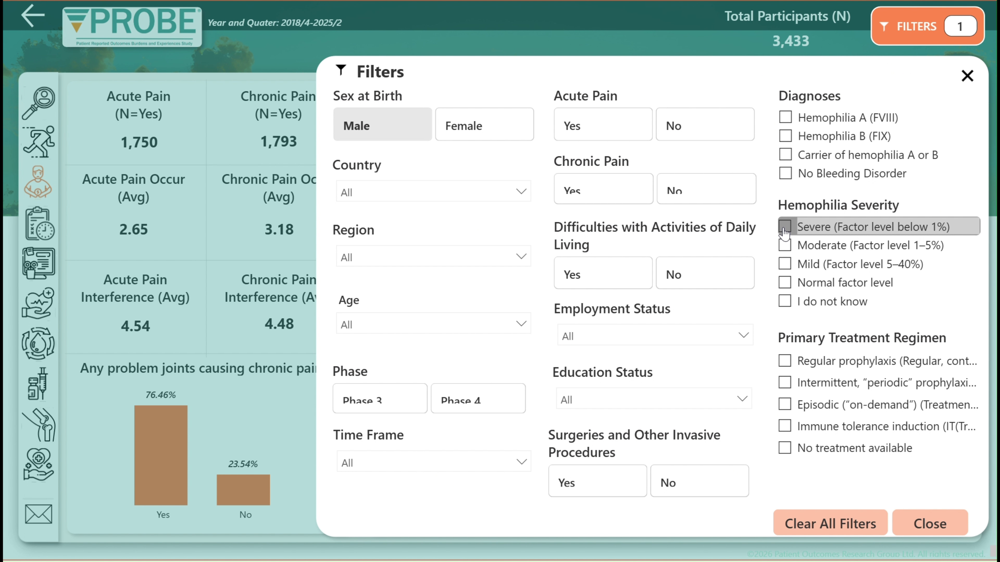 PROBE®
Patient Reported Outcomes Burdens and Experiences Study
Year and Quater: 2018/4-2025/2
Total Participants (N)
3,433
FILTERS 1
Acute Pain
(N=Yes)
1,750
Chronic Pain
(N=Yes)
1,793
Acute Pain Occur
(Avg)
2.65
Chronic Pain Oc
(Avg)
3.18
Acute Pain
Interference (Avg)
4.54
Chronic Pain
Interference (Av
4.48
Any problem joints causing chronic pai
76.46%
23.54%
Yes
No
Filters
Sex at Birth
Male
Female
Country
All
Region
All
Age
All
Phase
Phase 3
Phase 4
Time Frame
All
Acute Pain
Yes
No
Chronic Pain
Yes
No
Difficulties with Activities of Daily
Living
Yes
No
Employment Status
All
Education Status
All
Surgeries and Other Invasive
Procedures
Yes
No
Diagnoses
Hemophilia A (FVIII)
Hemophilia B (FIX)
Carrier of hemophilia A or B
No Bleeding Disorder
Hemophilia Severity
Severe (Factor level below 1%)
Moderate (Factor level 1–5%)
Mild (Factor level 5–40%)
Normal factor level
I do not know
Primary Treatment Regimen
Regular prophylaxis (Regular, cont...
Intermittent, “periodic” prophylaxi...
Episodic (“on-demand”) (Treatmen...
Immune tolerance induction (IT(Tr...
No treatment available
Clear All Filters
Close
©2026 Patient Outcomes Research Group Ltd. All rights reserved.